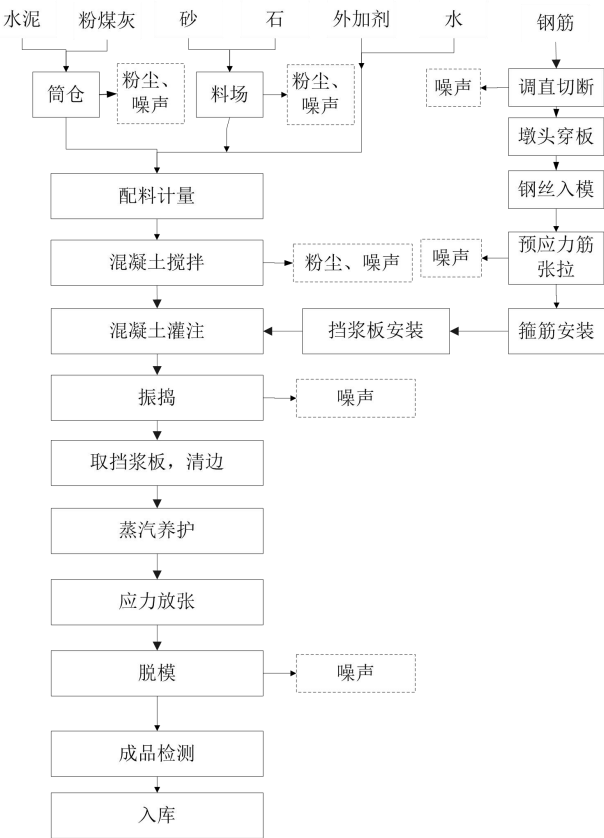 水泥 粉煤灰 砂 石 外加剂 水 钢筋
筒仓
粉尘、
噪声
料场
粉尘、
噪声
噪声
调直切断
墩头穿板
配料计量
钢丝入模
混凝土搅拌
粉尘、噪声
噪声
预应力筋
张拉
混凝土灌注
挡浆板安装
箍筋安装
振捣
噪声
取挡浆板，清边
蒸汽养护
应力放张
脱模
噪声
成品检测
入库